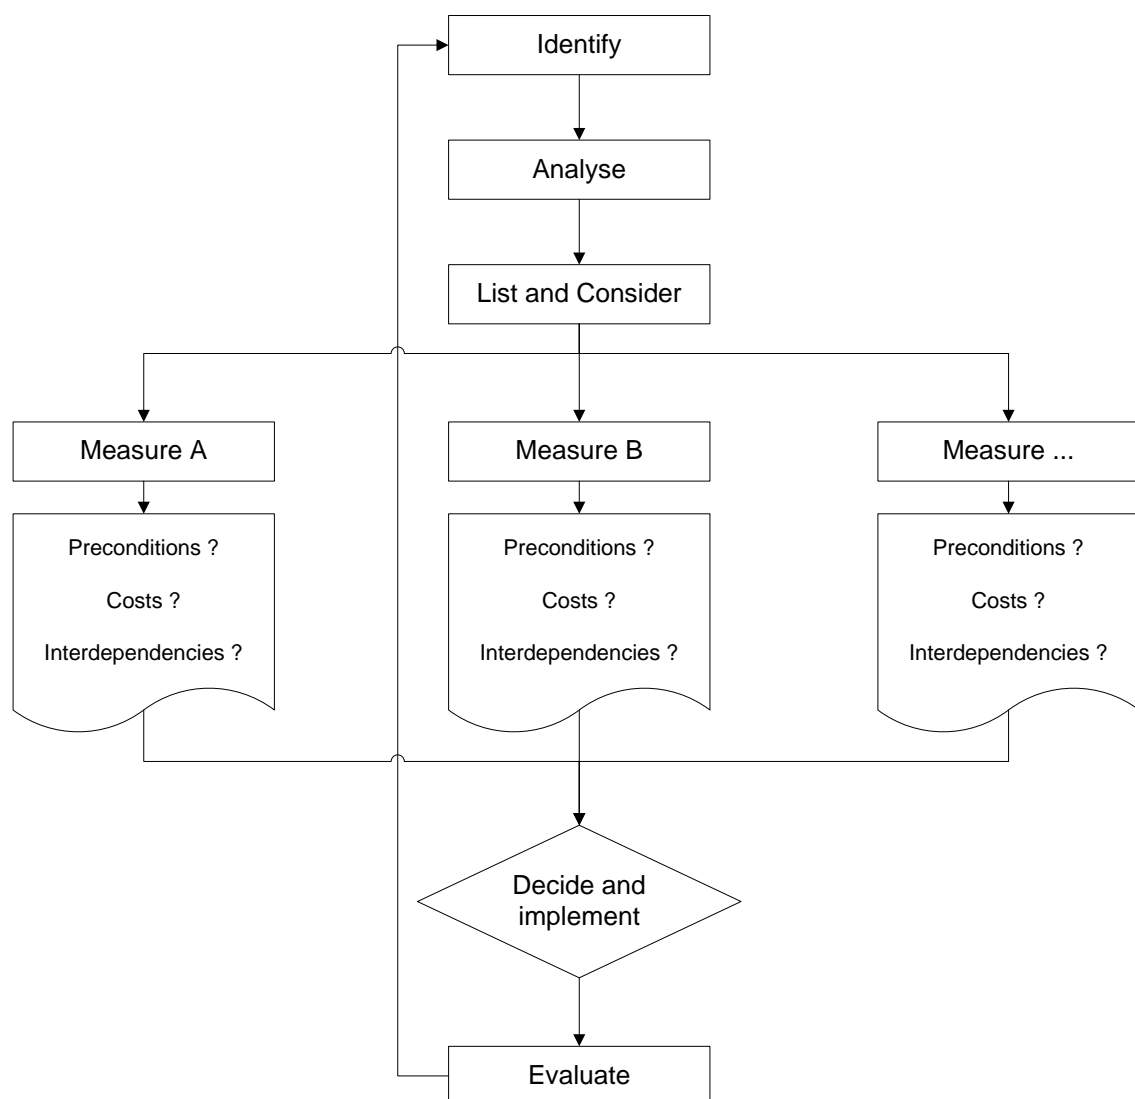 Identify
Analyse
List and Consider
Measure A
Measure B
Measure ...
Preconditions ?
Costs ?
Interdependencies ?
Preconditions ?
Costs ?
Interdependencies ?
Preconditions ?
Costs ?
Interdependencies ?
Decide and
implement
Evaluate